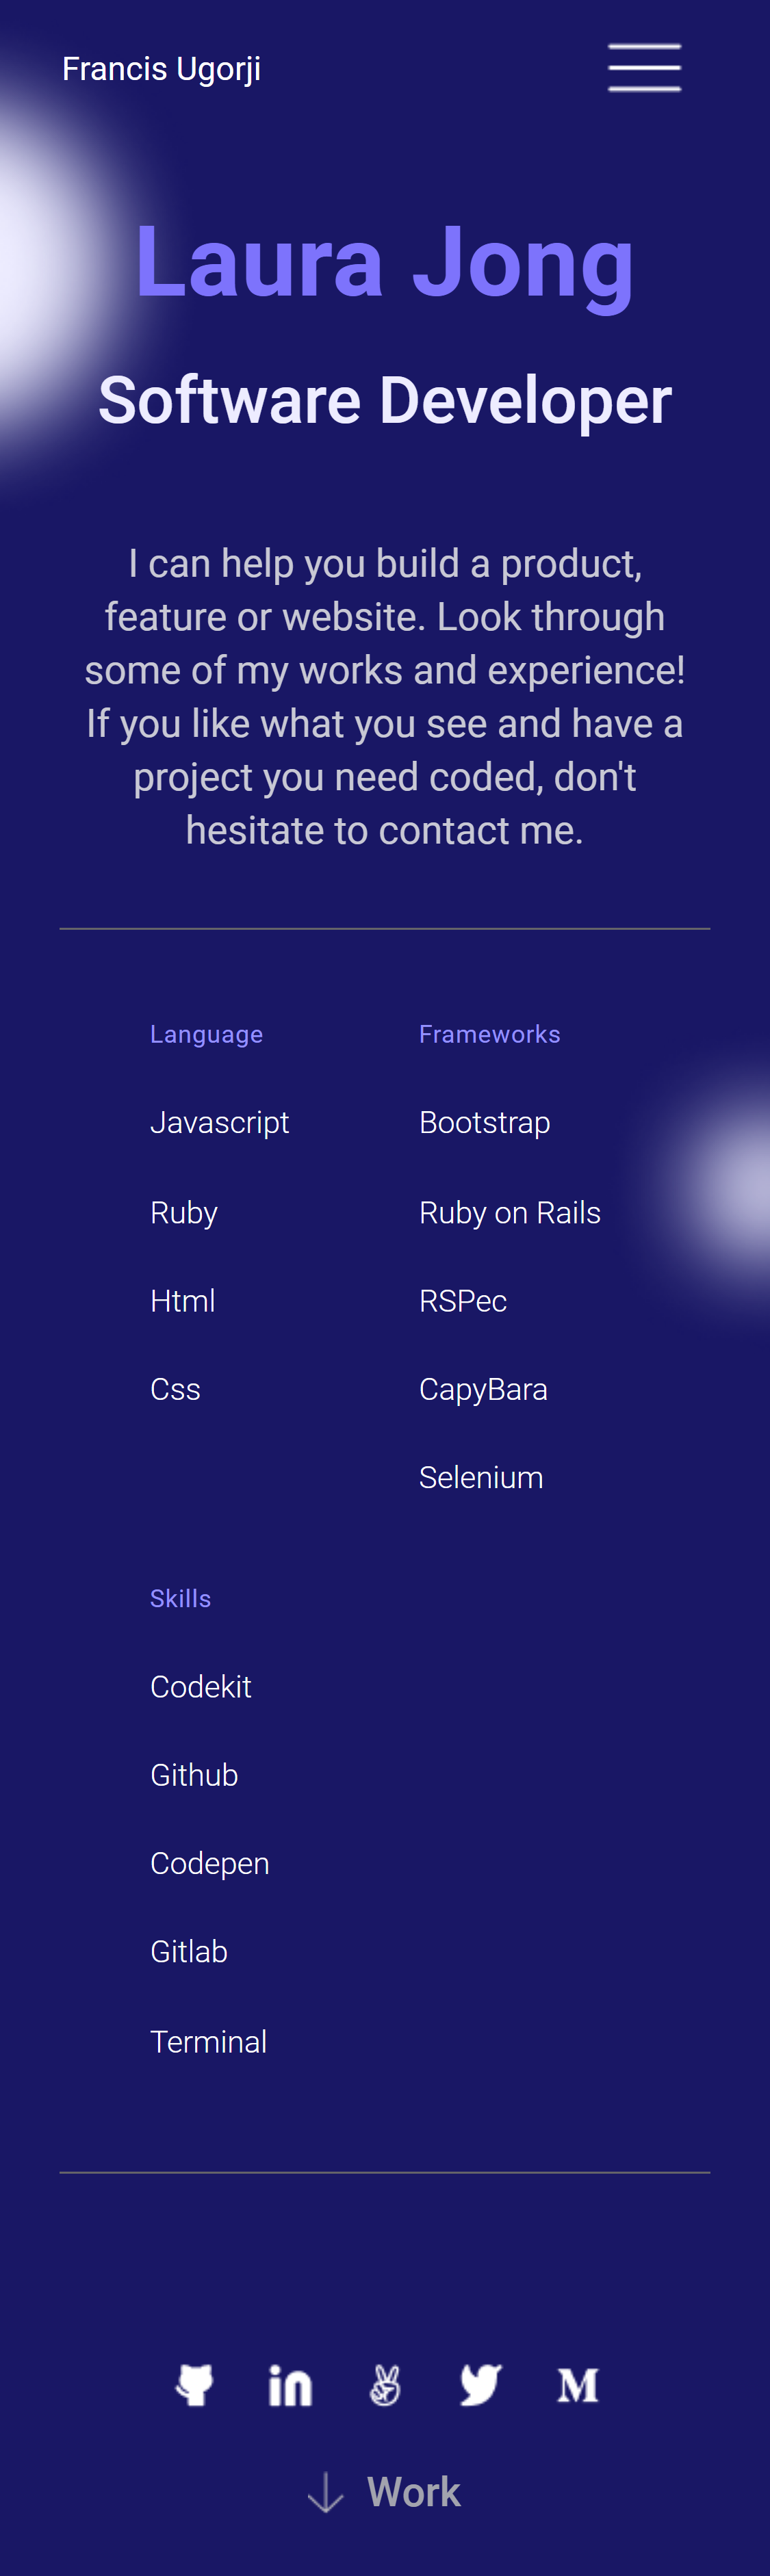 Francis Ugorji
Laura Jong
Software Developer
I can help you build a product,
feature or website. Look through
some of my works and experience!
If you like what you see and have a
project you need coded, don't
hesitate to contact me.
Language
Javascript
Ruby
Html
Css
Frameworks
Bootstrap
Ruby on Rails
RSPec
CapyBara
Selenium
Skills
Codekit
Github
Codepen
Gitlab
Terminal
in
M
Work